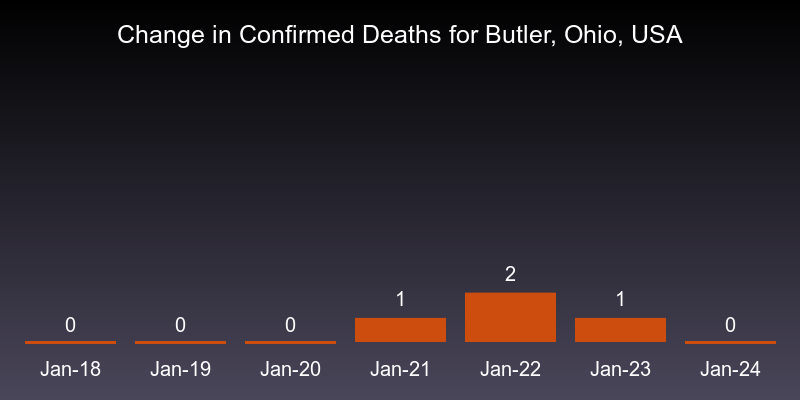 Change in Confirmed Deaths for Butler, Ohio, USA
2
1 1
0 0 0 0
Jan-18 Jan-19 Jan-20 Jan-21 Jan-22 Jan-23 Jan-24